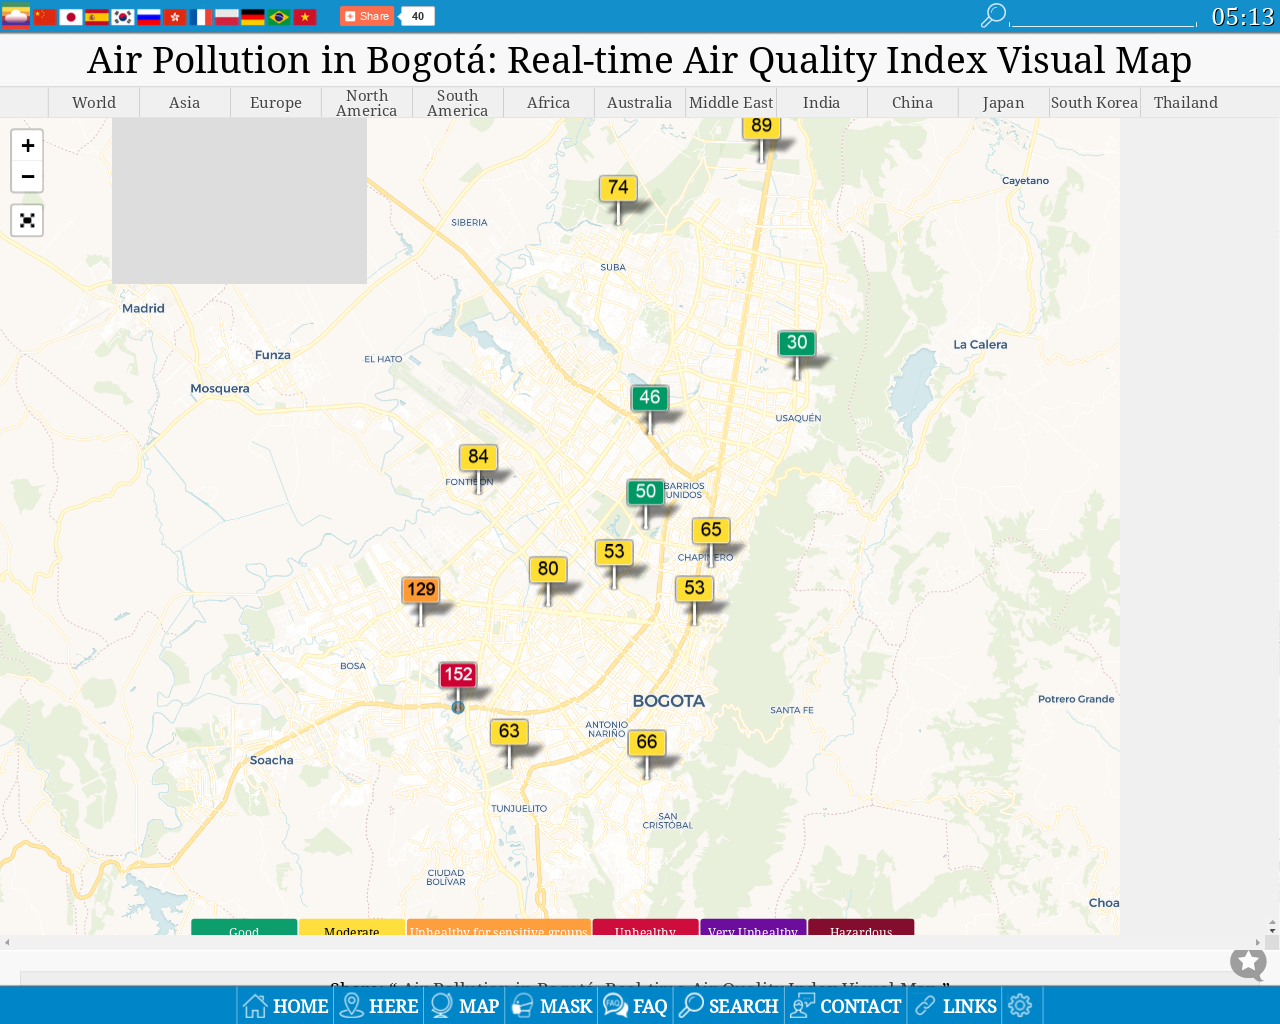 Share 40
05:13
Air Pollution in Bogotá: Real-time Air Quality Index Visual Map
World Asia Europe North America South America Africa Australia Middle East India China Japan South Korea Thailand
+
−
89
74
Cayetano
SIBERIA
SUBA
Madrid
30
La Calera
Funza
EL HATO
Mosquera
46
USAQUÉN
84
FONTIBON
50
BARRIOS
UNIDOS
65
53
CHAPINERO
80
129
53
BOSA
152
BOGOTA
Potrero Grande
SANTA FE
63
ANTONIO
NARIÑO
66
Soacha
TUNJUELITO
SAN
CRISTÓBAL
CIUDAD
BOLÍVAR
Choa
Good Moderate Unhealthy for sensitive groups Unhealthy Very Unhealthy Hazardous
Share: “ Air Pollution in Bogotá: Real-time Air Quality Index Visual Map ”
HOME HERE MAP MASK FAQ FAQ SEARCH CONTACT LINKS